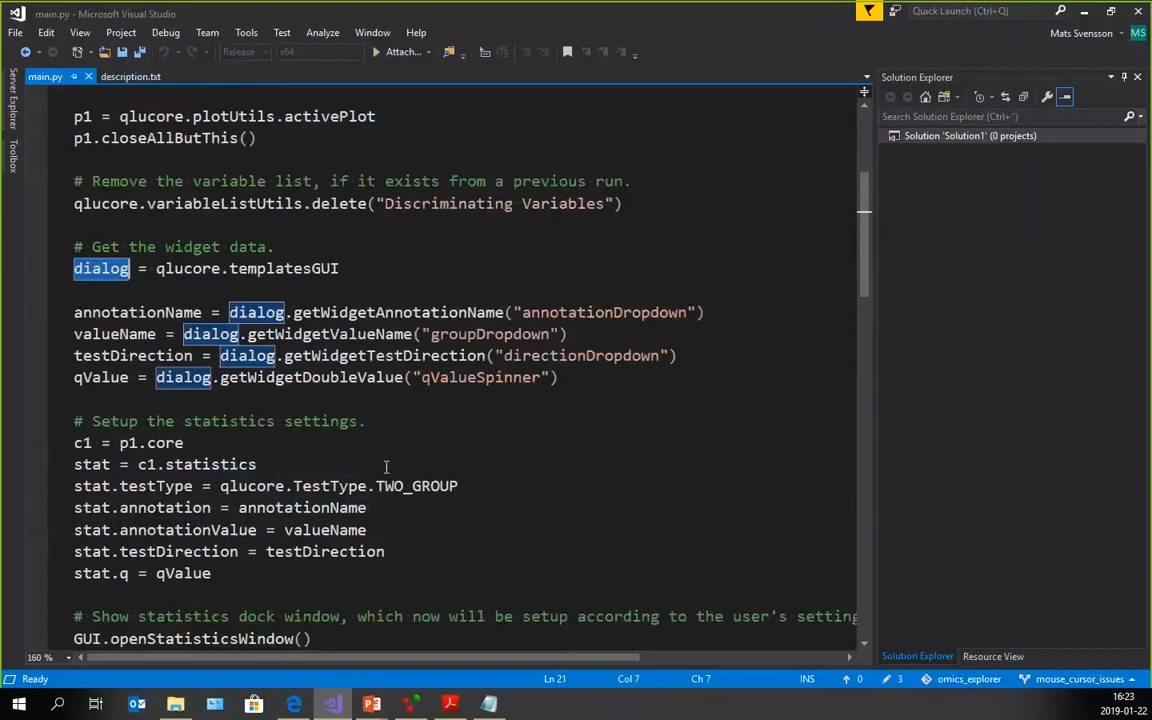 main.py - Microsoft Visual Studio
Quick Launch (Ctrl+Q)
File Edit View Project Debug Team Tools Test Analyze Window Help
Mats Svensson MS
Release x64 Attach...
main.py description.txt
Solution Explorer
Search Solution Explorer (Ctrl+")
Solution 'Solution1' (0 projects)
Server Explorer
Toolbox
p1 = qlucore.plotUtils.activePlot
p1.closeAllButThis()
# Remove the variable list, if it exists from a previous run.
qlucore.variableListUtils.delete("Discriminating Variables")
# Get the widget data.
dialog = qlucore.templatesGUI
annotationName = dialog.getWidgetAnnotationName("annotationDropdown")
valueName = dialog.getWidgetValueName("groupDropdown")
testDirection = dialog.getWidgetTestDirection("directionDropdown")
qValue = dialog.getWidgetDoubleValue("qValueSpinner")
# Setup the statistics settings.
c1 = p1.core
stat = c1.statistics
stat.testType = qlucore.TestType.TWO_GROUP
stat.annotation = annotationName
stat.annotationValue = valueName
stat.testDirection = testDirection
stat.q = qValue
# Show statistics dock window, which now will be setup according to the user's setting
GUI.openStatisticsWindow()
160 %
Solution Explorer Resource View
Ready Ln 21 Col 7 Ch 7 INS 0 3 omics_explorer mouse_cursor_issues
16:23
2019-01-22